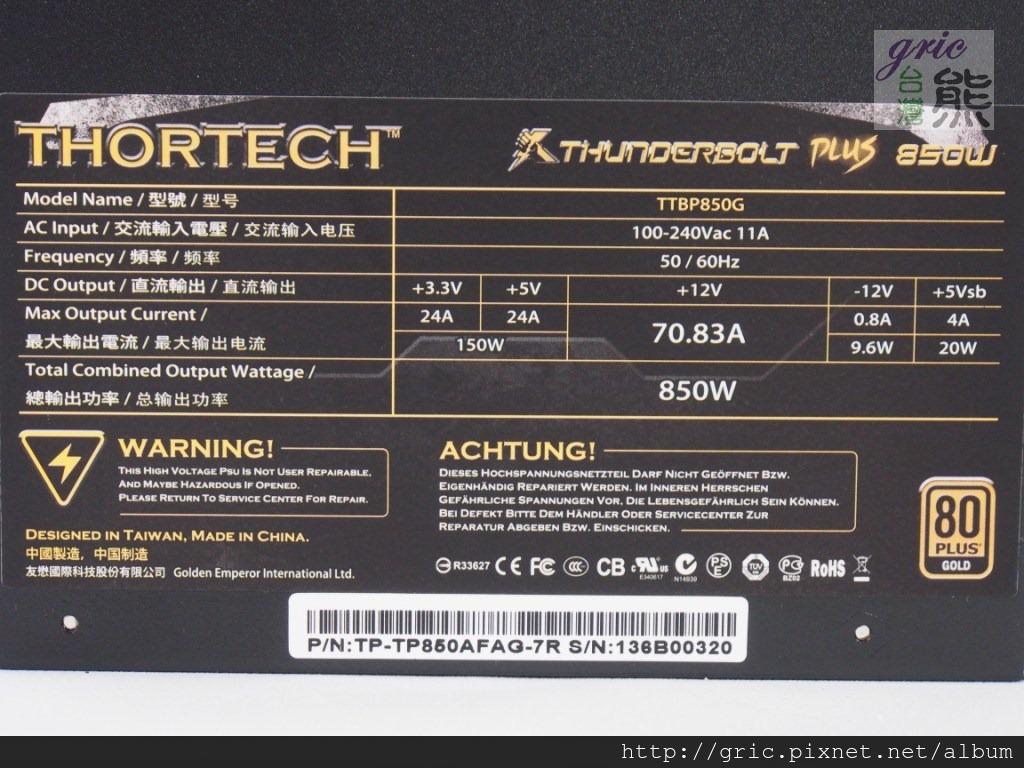 gric
台灣熊
THORTECH™
THUNDERBOLT PLUS 850W
Model Name / 型號 / 型号 TTBP850G
AC Input / 交流輸入電壓 / 交流输入电压 100-240Vac 11A
Frequency / 頻率 / 频率 50 / 60Hz
DC Output / 直流輸出 / 直流输出 +3.3V +5V +12V -12V +5Vsb
Max Output Current / 24A 24A 70.83A 0.8A 4A
最大輸出電流 / 最大输出电流 150W 9.6W 20W
Total Combined Output Wattage /
總輸出功率 / 总输出功率 850W
WARNING!
This High Voltage Psu Is Not User Repairable.
And Maybe Hazardous If Opened.
Please Return To Service Center For Repair.
ACHTUNG!
Dieses Hochspannungsnetzteil Darf Nicht Geöffnet Bzw.
Eigenhändig Repariert Werden. Im Inneren Herrschen
Gefährliche Spannungen Vor. Die Lebensgefährlich Sein Können.
Bei Defekt Bitte Dem Händler Oder Servicecenter Zur
Reparatur Abgeben Bzw. Einschicken.
Designed in Taiwan, Made in China.
中國製造，中国制造
友懋國際科技股份有限公司 Golden Emperor International Ltd.
R33627 CE FC CCC CB c UL US E340617 N14939 PSE TÜV PG BZ02 RoHS
80 PLUS GOLD
P/N:TP-TP850AFAG-7R S/N:136B00320
http://gric.pixnet.net/album